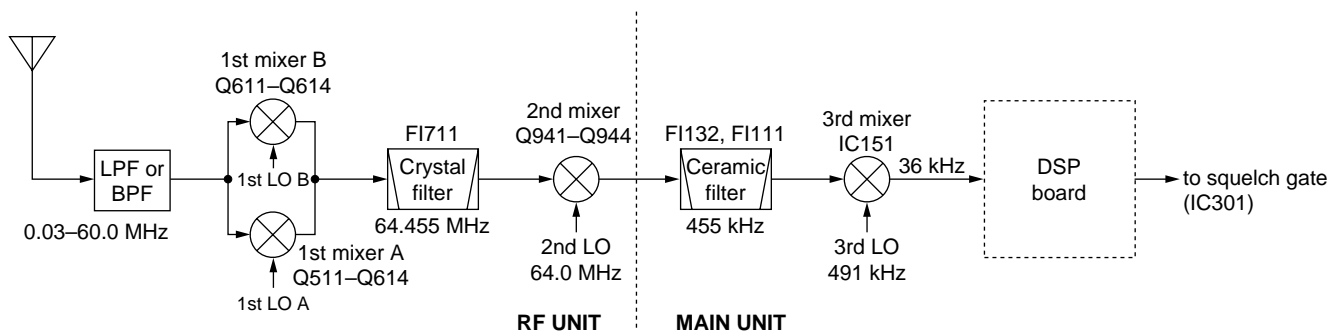 LPF or
BPF
0.03–60.0 MHz
1st mixer B
Q611–Q614
1st LO B
1st mixer A
Q511–Q614
1st LO A
FI711
Crystal
filter
64.455 MHz
2nd mixer
Q941–Q944
2nd LO
64.0 MHz
RF UNIT
MAIN UNIT
FI132, FI111
Ceramic
filter
455 kHz
3rd mixer
IC151
36 kHz
3rd LO
491 kHz
DSP
board
to squelch gate
(IC301)